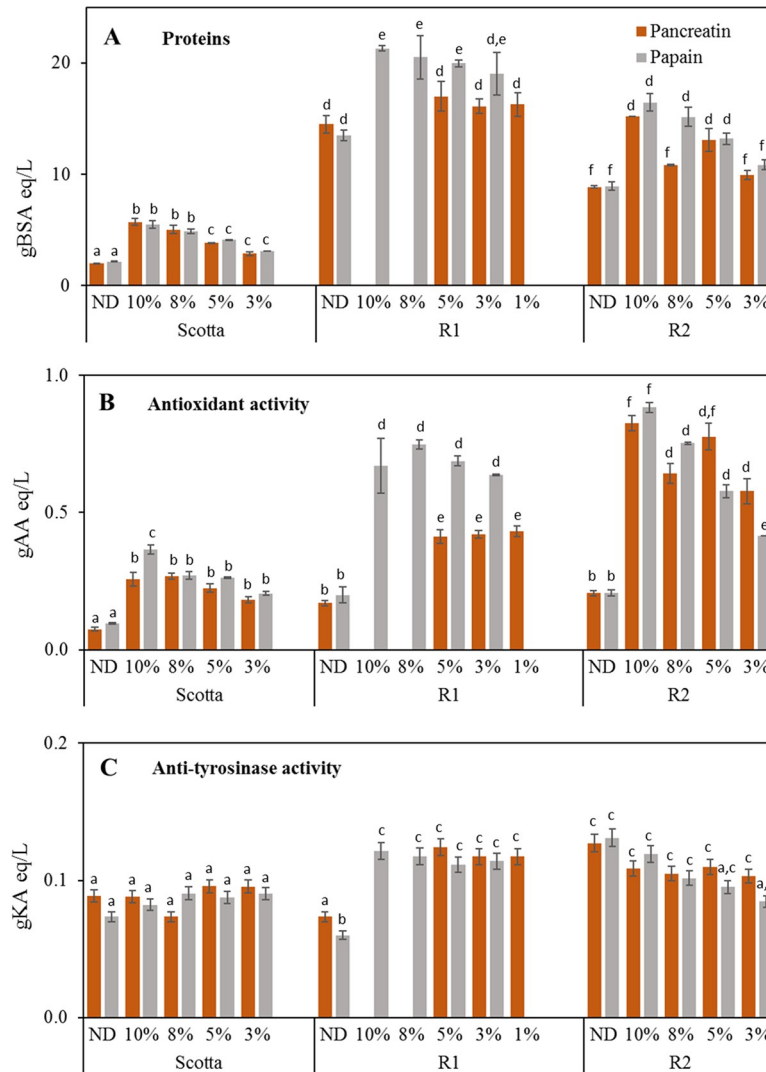 A Proteins
Pancreatin
Papain
gBSA eq/L
20
10
0
a a b b b b c c c c
d d e e d e d d,e d
f f d d f d d d f f
ND 10% 8% 5% 3% ND 10% 8% 5% 3% 1% ND 10% 8% 5% 3%
Scotta R1 R2
B Antioxidant activity
gAA eq/L
1.0
0.5
0.0
a a b c b b b b b b
b b d d e d e d e
b b f f d d d,f d d e
ND 10% 8% 5% 3% ND 10% 8% 5% 3% 1% ND 10% 8% 5% 3%
Scotta R1 R2
C Anti-tyrosinase activity
gKA eq/L
0.2
0.1
0.0
a a a a a a a a a a
a b c c c c c c c
c c c c c c c a,c c a,
ND 10% 8% 5% 3% ND 10% 8% 5% 3% 1% ND 10% 8% 5% 3%
Scotta R1 R2